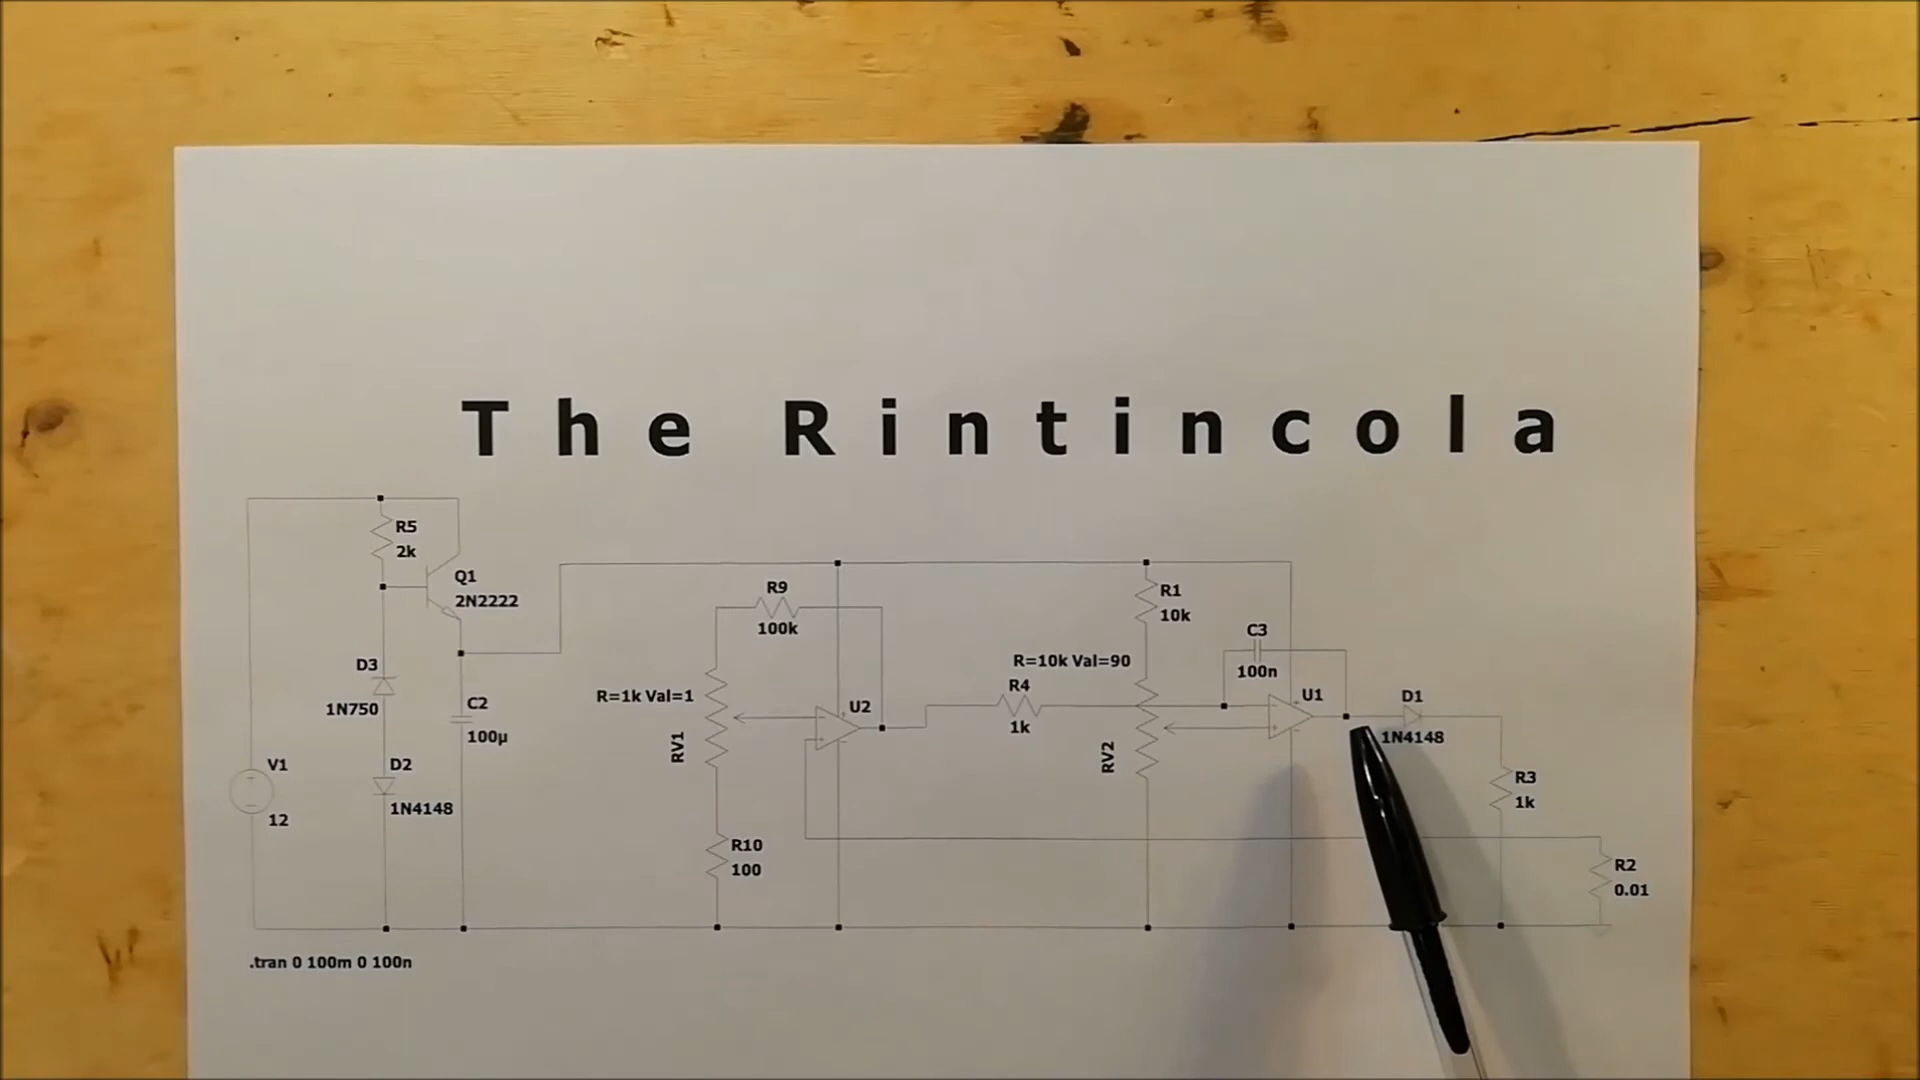 The Rintincola
R5
2k
Q1
2N2222
D3
1N750
C2
100µ
D2
1N4148
V1
12
R9
100k
R=1k Val=1
RV1
U2
R10
100
R4
1k
R=10k Val=90
RV2
R1
10k
C3
100n
U1
D1
1N4148
R3
1k
R2
0.01
.tran 0 100m 0 100n